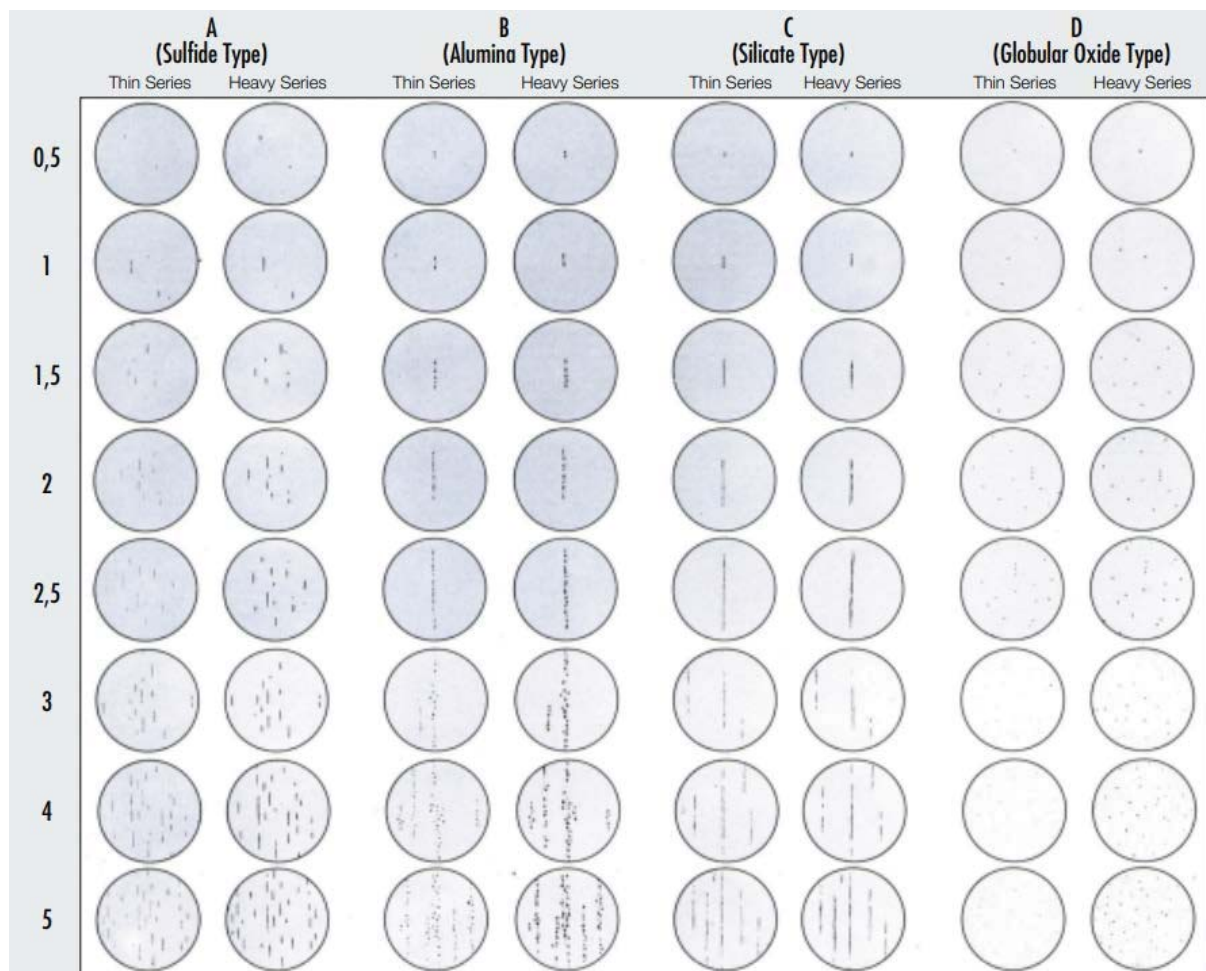 A B C D
(Sulfide Type) (Alumina Type) (Silicate Type) (Globular Oxide Type)
Thin Series Heavy Series Thin Series Heavy Series Thin Series Heavy Series Thin Series Heavy Series
0,5
1
1,5
2
2,5
3
4
5